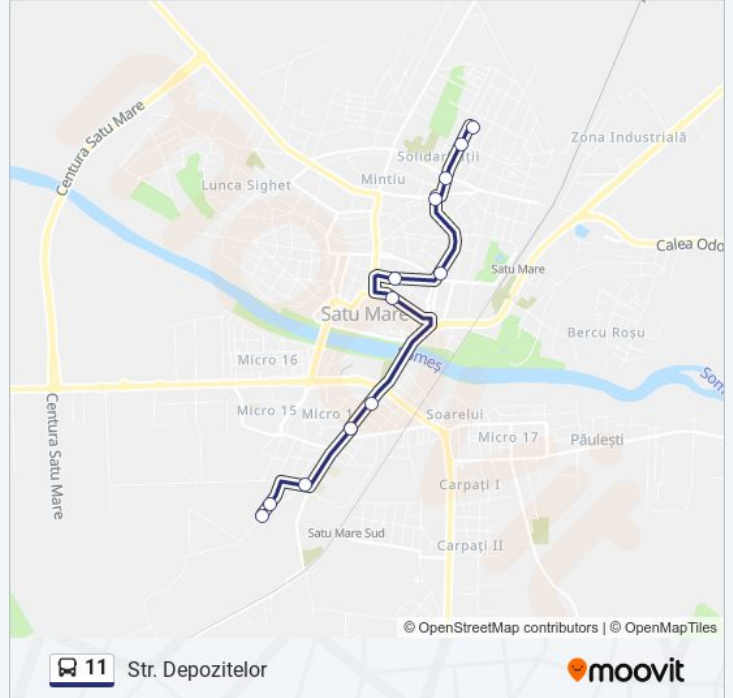 Centura Satu Mare
Zona Industrială
Solidarității
Mintiu
Lunca Sighet
Calea Odo
Satu Mare
Satu Mare
Bercu Roșu
Someș
Micro 16
Som
Centura Satu Mare
Micro 15
Micro 1
Soarelui
Micro 17
Păulești
Carpați I
Satu Mare Sud
Carpați II
© OpenStreetMap contributors | © OpenMapTiles
11 Str. Depozitelor
moovit